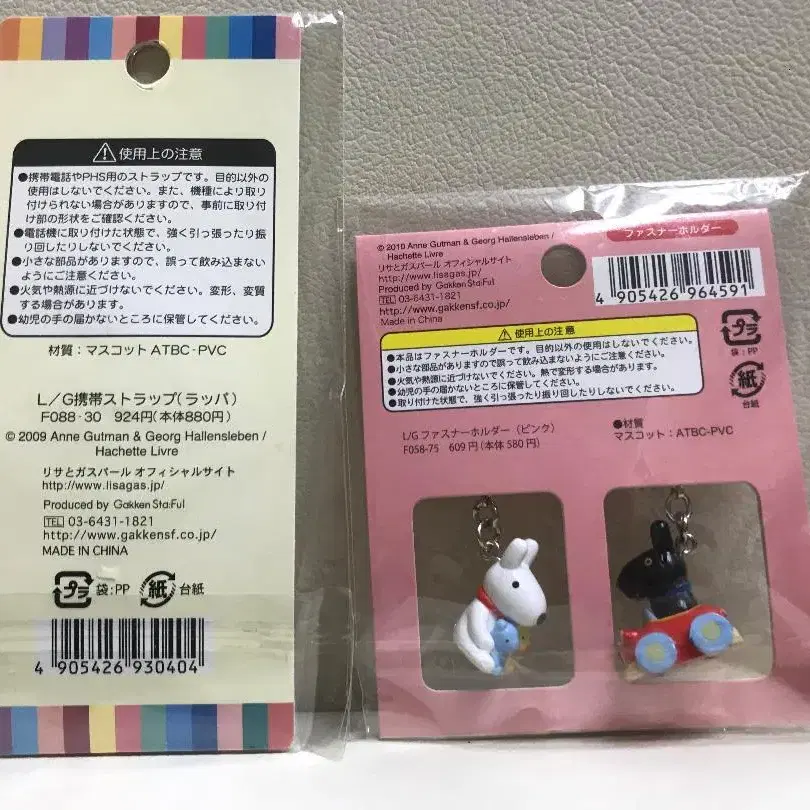 使用上の注意
●携帯電話やPHS用のストラップです。目的以外の
使用はしないでください。また、機種により取り付
けられない場合がありますので、事前に取り付
け部の形状をご確認ください。
●電話機に取り付けた状態で、強く引っ張ったり振
り回したりしないでください。
●小さな部品がありますので、誤って飲み込まない
ようにご注意ください。
●火気や熱源に近づけないでください。変形、変質
する場合があります。
●幼児の手の届かないところに保管してください。
材質：マスコット ATBC-PVC
L／G携帯ストラップ（ラッパ）
F088-30 924円（本体880円）
© 2009 Anne Gutman & Georg Hallensleben /
Hachette Livre
リサとガスパール オフィシャルサイト
http://www.lisagas.jp/
Produced by Gakken Sta:Ful
TEL 03-6431-1821
http://www.gakkensf.co.jp/
MADE IN CHINA
プラ 袋:PP 紙 台紙
4 905426 930404
© 2010 Anne Gutman & Georg Hallensleben /
Hachette Livre
リサとガスパール オフィシャルサイト
http://www.lisagas.jp/
Produced by Gakken Sta:Ful
TEL 03-6431-1821
http://www.gakkensf.co.jp/
Made in China
ファスナーホルダー
4 905426 964591
使用上の注意
●本品はファスナーホルダーです。目的以外の使用はしないでください。
●小さな部品がありますので誤って飲み込まないようにご注意ください。
●火気や熱源に近づけないでください。熱で変形する場合があります。
●幼児の手の届かないところに保管してください。
●取り付けた状態で、強く引っ張ったり振り回したりしないでください。
プラ
袋:PP
紙
台紙
L/G ファスナーホルダー（ピンク）
F058-75 609円（本体 580円）
●材質
マスコット：ATBC-PVC